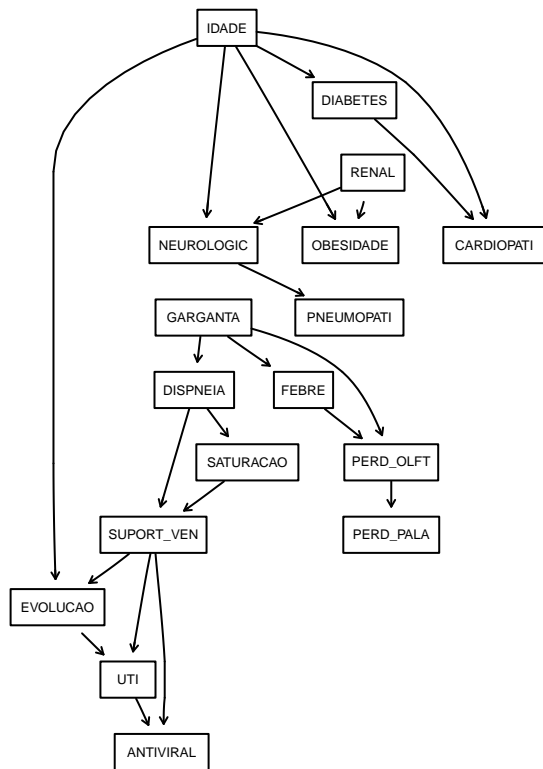 IDADE
DIABETES
RENAL
NEUROLOGIC
OBESIDADE
CARDIOPATI
GARGANTA
PNEUMOPATI
DISPNEIA
FEBRE
SATURACAO
PERD_OLFT
SUPORT_VEN
PERD_PALA
EVOLUCAO
UTI
ANTIVIRAL